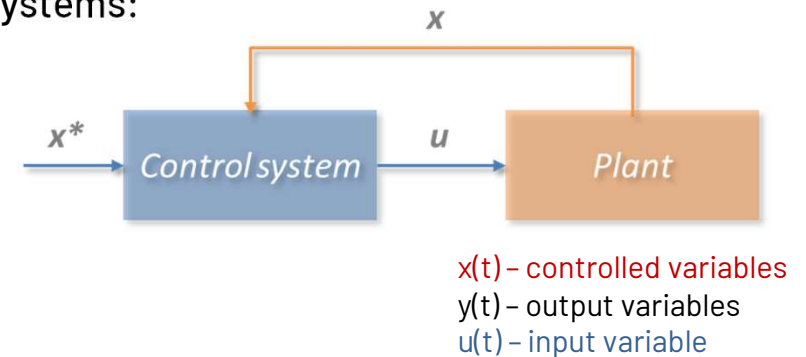 ystems:
x
x*
Control system
u
Plant
x(t) – controlled variables
y(t) – output variables
u(t) – input variable